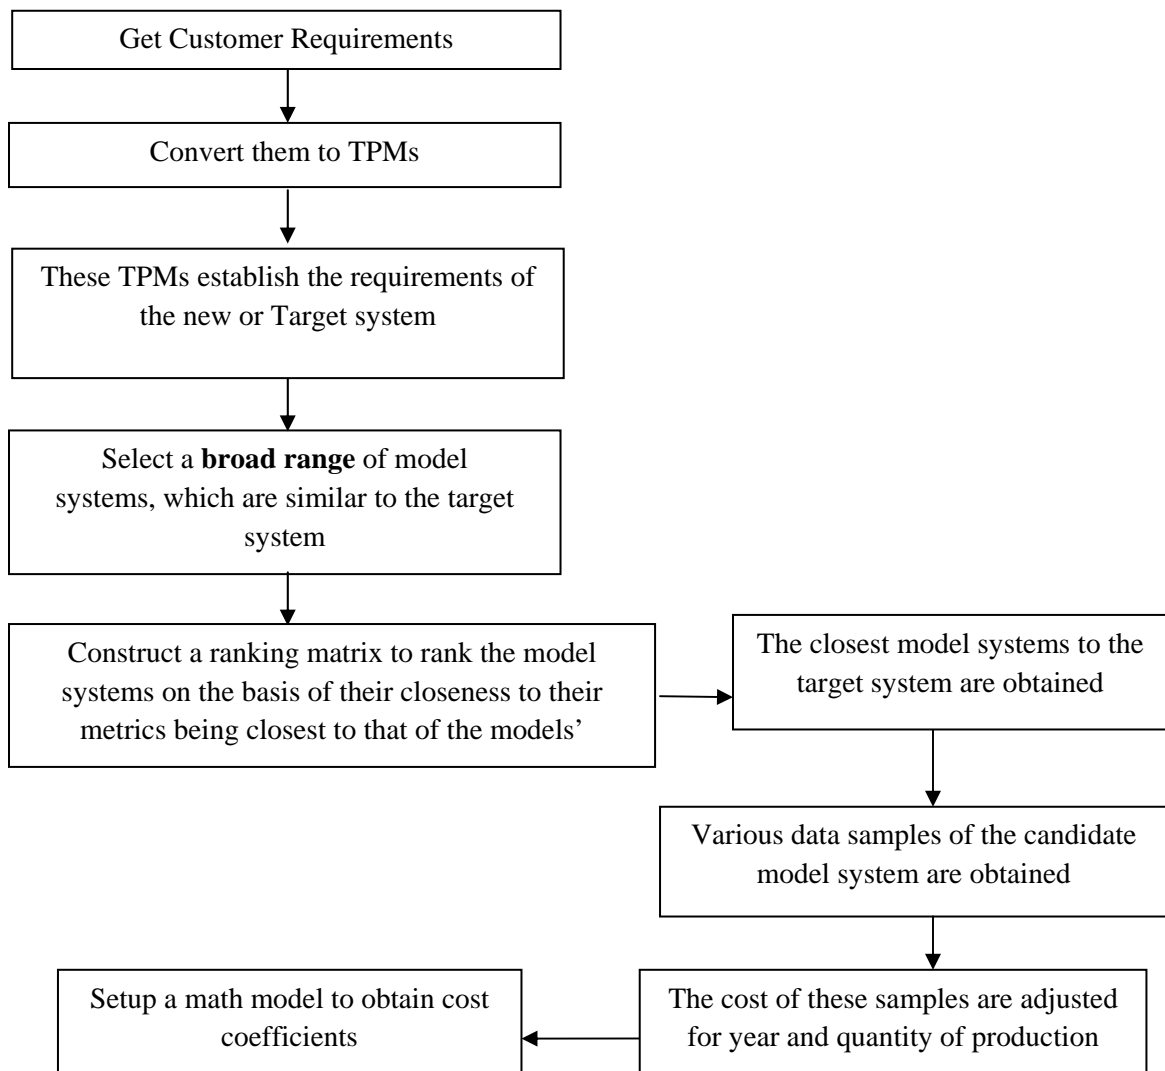 Get Customer Requirements
Convert them to TPMs
These TPMs establish the requirements of
the new or Target system
Select a broad range of model
systems, which are similar to the target
system
Construct a ranking matrix to rank the model
systems on the basis of their closeness to their
metrics being closest to that of the models’
The closest model systems to the
target system are obtained
Various data samples of the candidate
model system are obtained
The cost of these samples are adjusted
for year and quantity of production
Setup a math model to obtain cost
coefficients